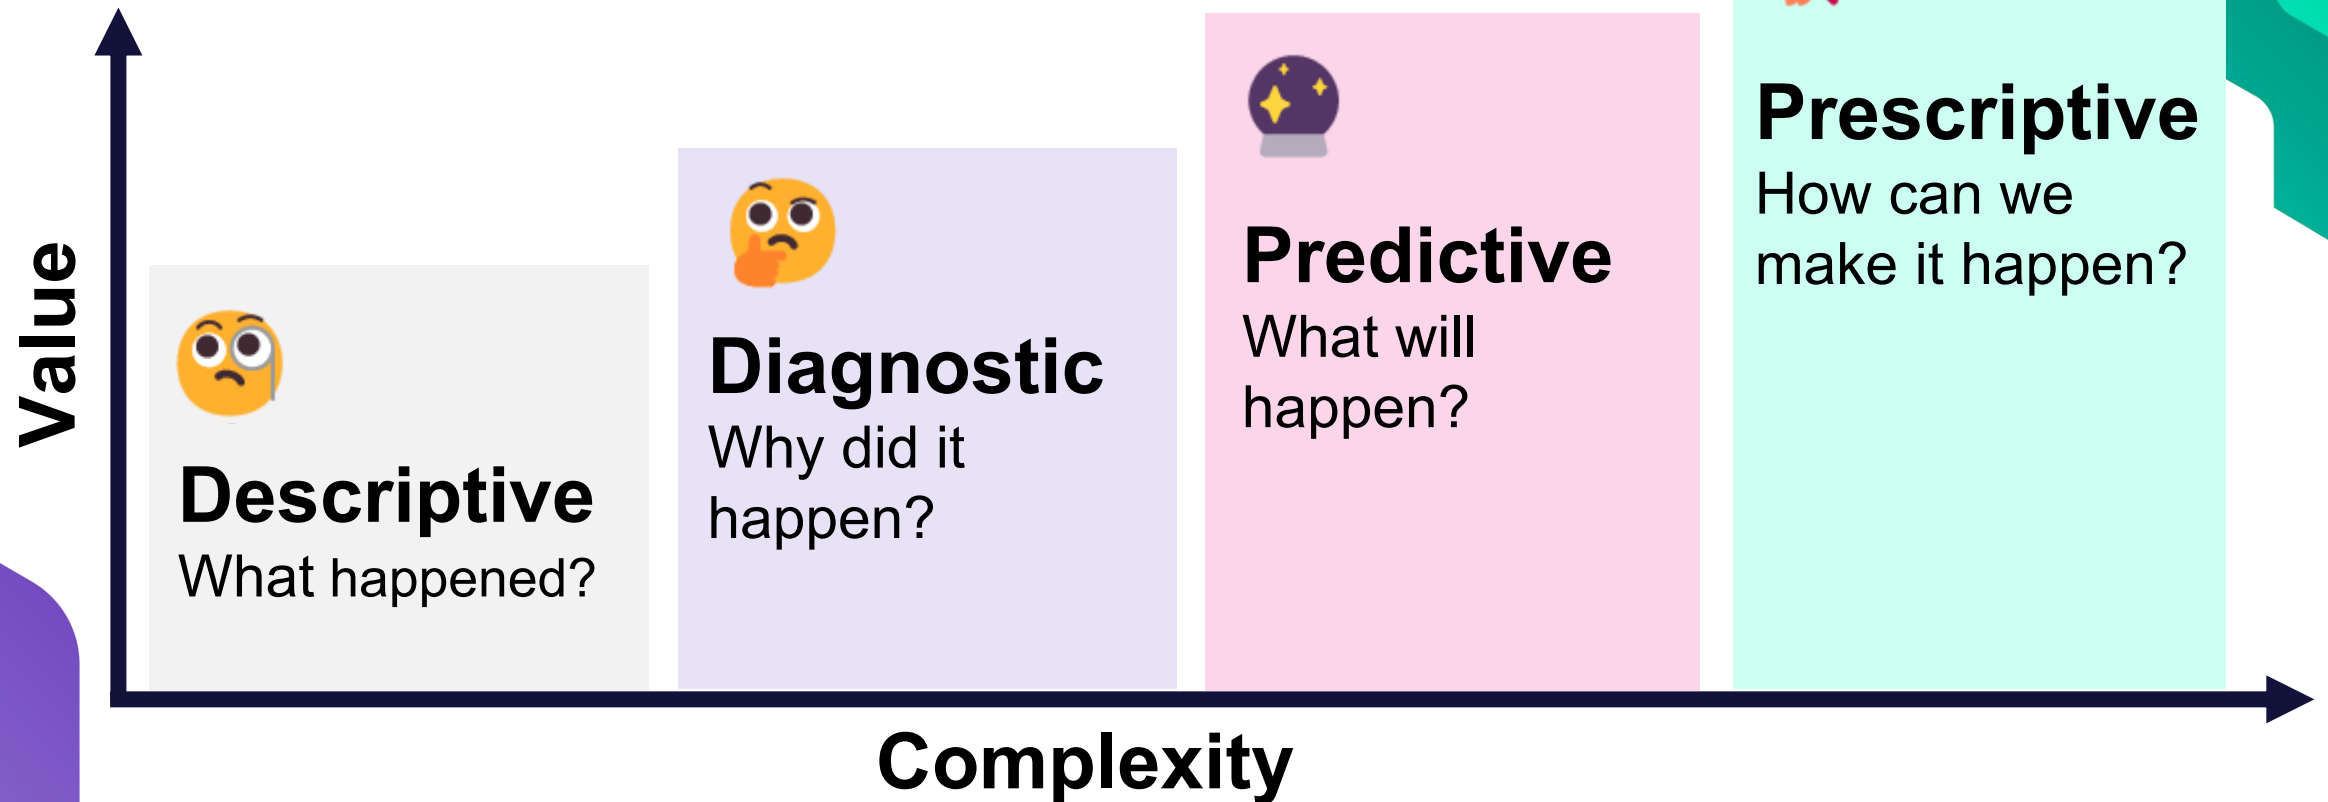 Value
Descriptive
What happened?
Diagnostic
Why did it
happen?
Predictive
What will
happen?
Prescriptive
How can we
make it happen?
Complexity